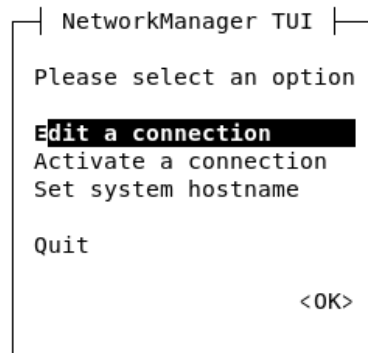 NetworkManager TUI
Please select an option
Edit a connection
Activate a connection
Set system hostname
Quit
<OK>